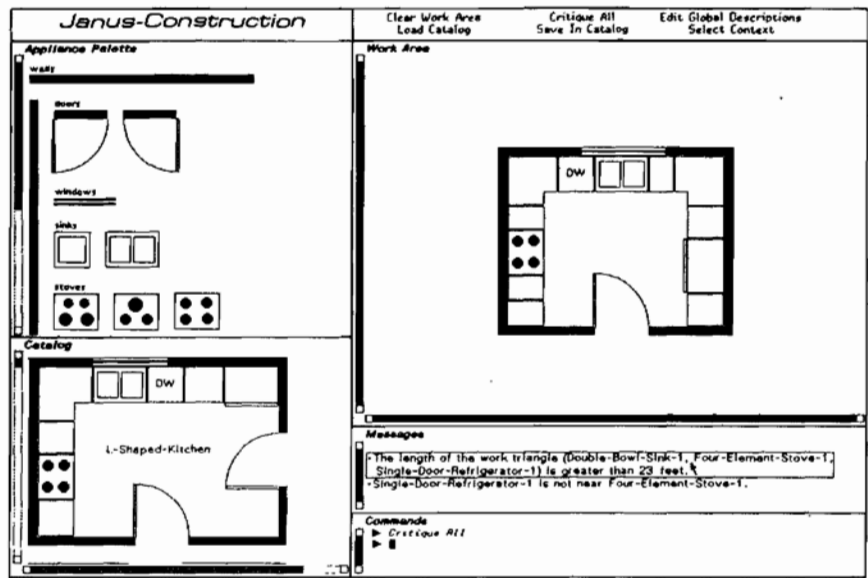 Janus-Construction
Clear Work Area
Load Catalog
Critique All
Save In Catalog
Edit Global Descriptions
Select Context
Appliance Palette
walls
doors
windows
sinks
stoves
Catalog
DW
L-Shaped-Kitchen
Work Area
DW
Messages
-The length of the work triangle (Double-Bowl-Sink-1, Four-Element-Stove-1,
Single-Door-Refrigerator-1) is greater than 23 feet.
-Single-Door-Refrigerator-1 is not near Four-Element-Stove-1.
Commands
Critique All